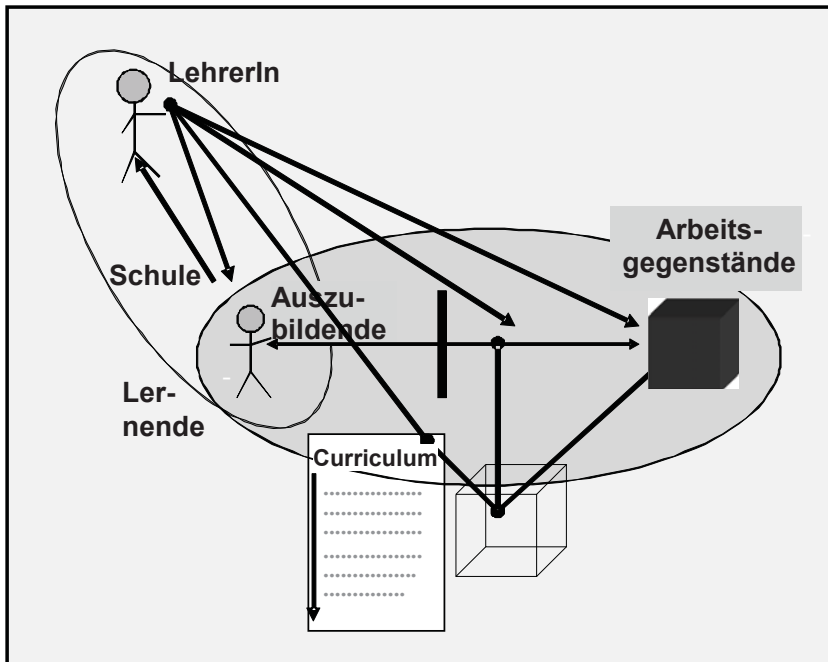 LehrerIn
Arbeits-
gegenstände
Schule
Auszu-
bildende
Ler-
nende
Curriculum